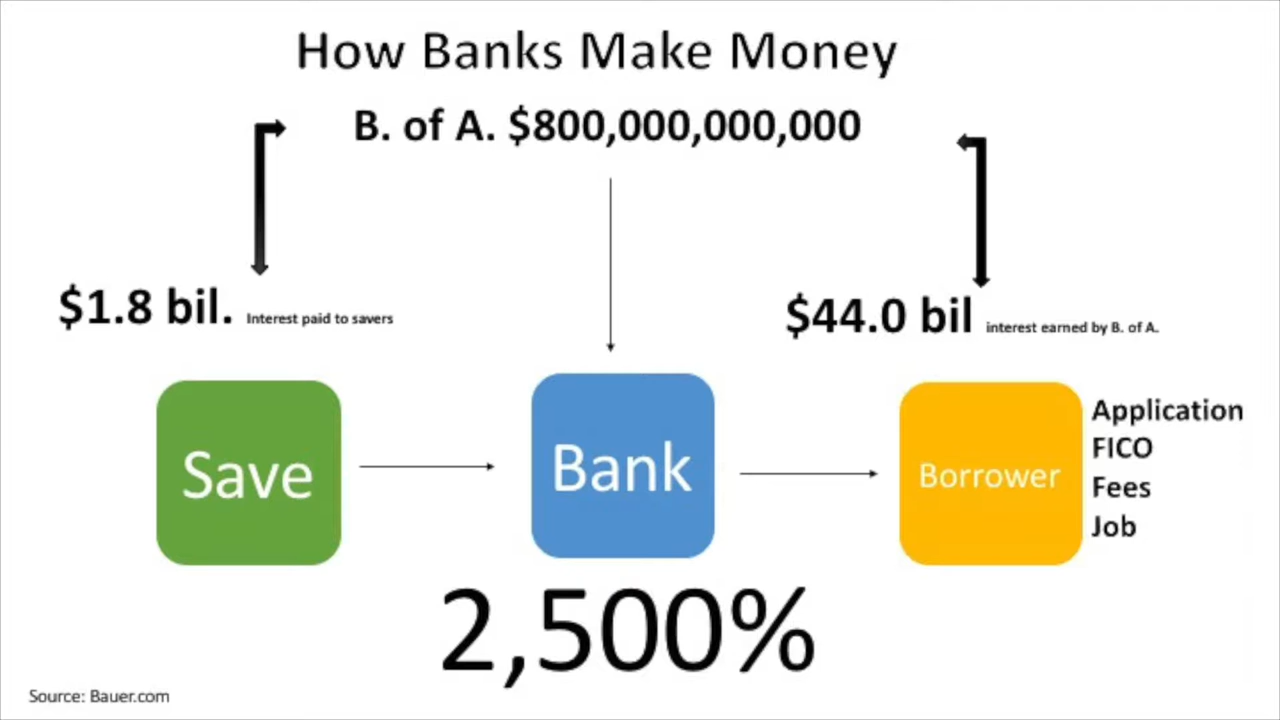 How Banks Make Money
B. of A. $800,000,000,000
$1.8 bil. Interest paid to savers
$44.0 bil interest earned by B. of A.
Save
Bank
Borrower
Application
FICO
Fees
Job
2,500%
Source: Bauer.com